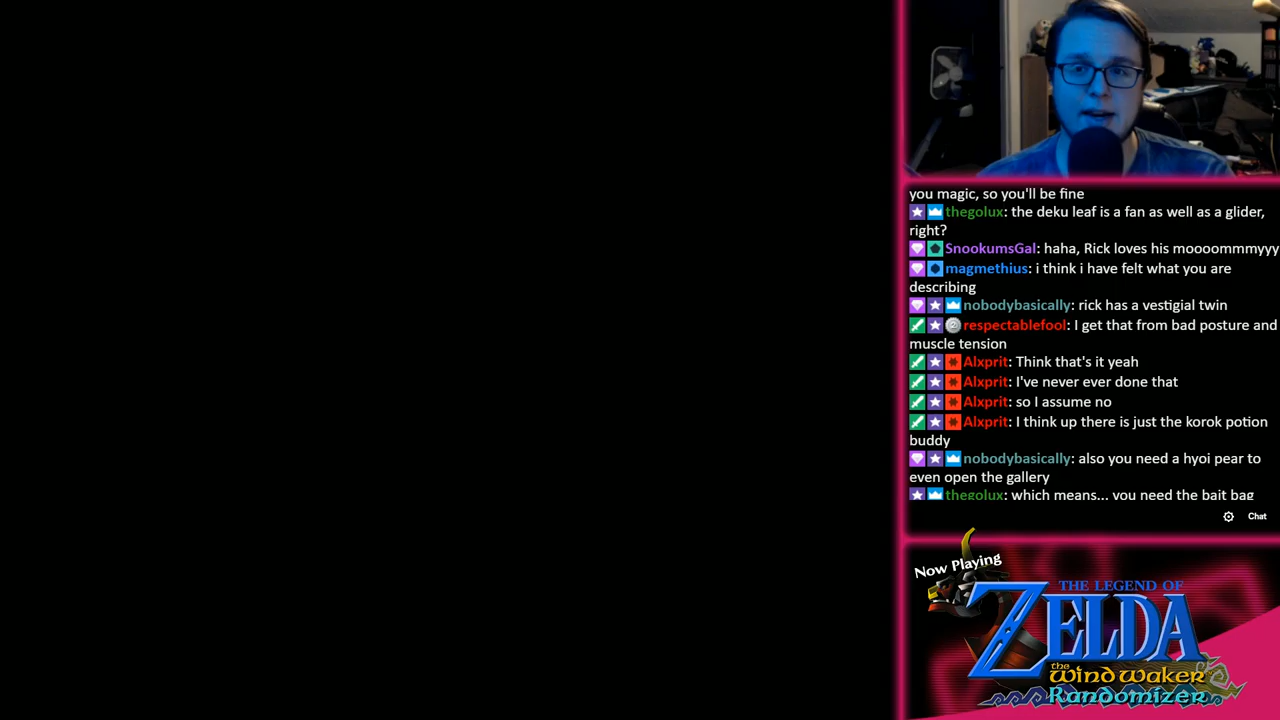 you magic, so you'll be fine
thegolux: the deku leaf is a fan as well as a glider,
right?
SnookumsGal: haha, Rick loves his moooommmyyy
magmethius: i think i have felt what you are
describing
nobodybasically: rick has a vestigial twin
respectablefool: I get that from bad posture and
muscle tension
Alxprit: Think that's it yeah
Alxprit: I've never ever done that
Alxprit: so I assume no
Alxprit: I think up there is just the korok potion
buddy
nobodybasically: also you need a hyoi pear to
even open the gallery
thegolux: which means... you need the bait bag
Chat
Now Playing
THE LEGEND OF
ZELDA
the
Wind Waker
Randomizer